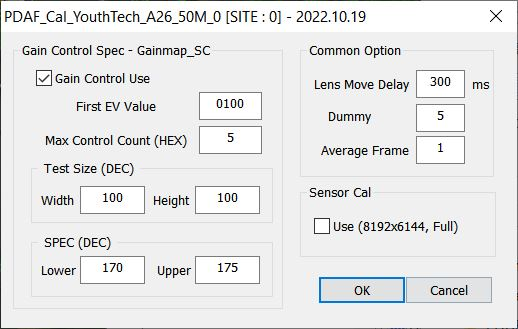 PDAF_Cal_YouthTech_A26_50M_0 [SITE : 0] - 2022.10.19
Gain Control Spec - Gainmap_SC
Gain Control Use
First EV Value 0100
Max Control Count (HEX) 5
Test Size (DEC)
Width 100 Height 100
SPEC (DEC)
Lower 170 Upper 175
Common Option
Lens Move Delay 300 ms
Dummy 5
Average Frame 1
Sensor Cal
Use (8192x6144, Full)
OK Cancel